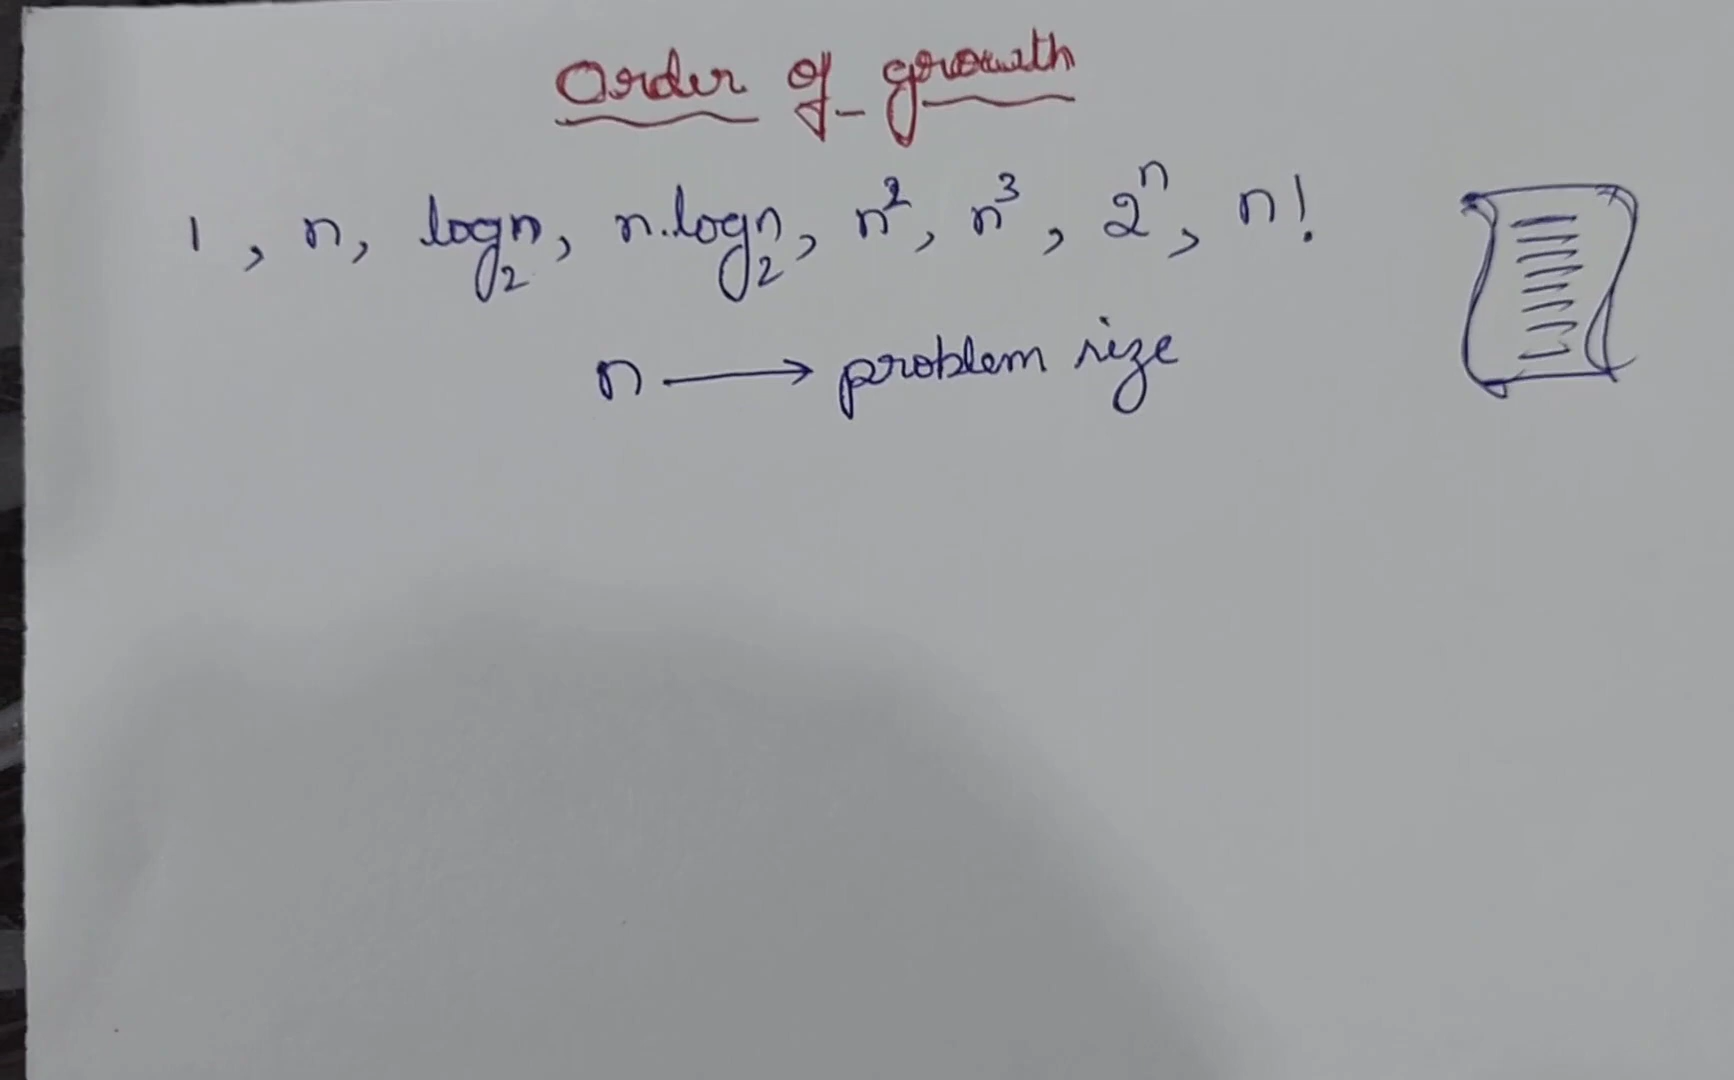 Order of growth
1, n, log₂n, n.log₂n, n², n³, 2ⁿ, n!
n → problem size